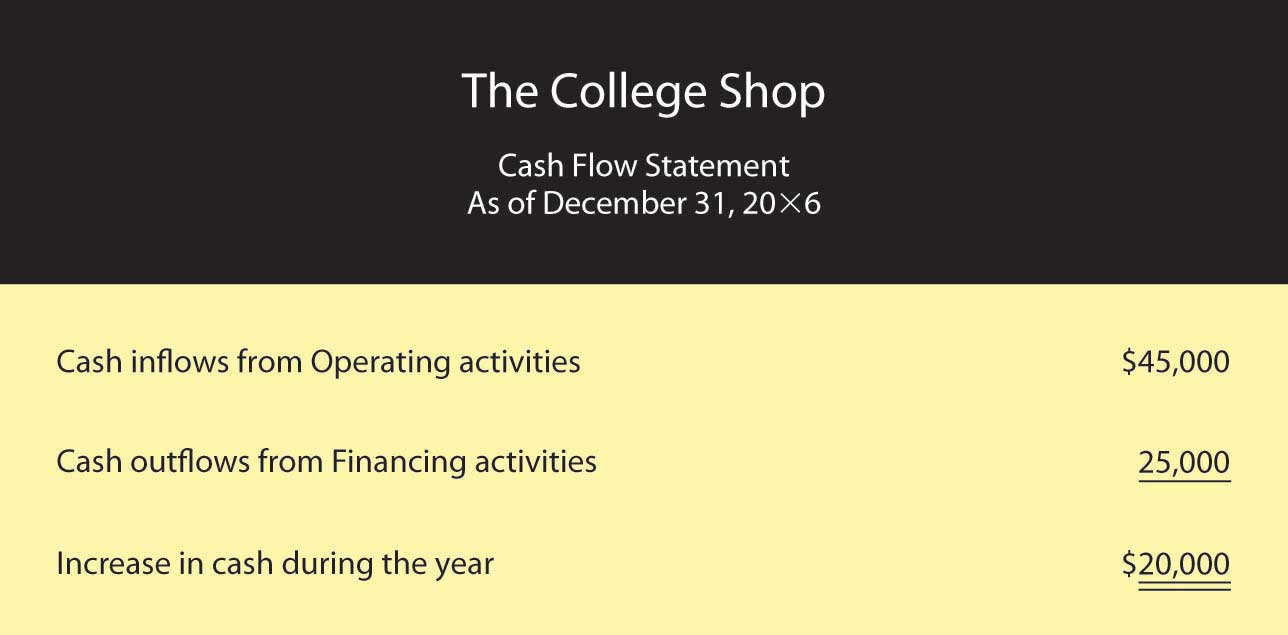 The College Shop
Cash Flow Statement
As of December 31, 20×6
Cash inflows from Operating activities $45,000
Cash outflows from Financing activities 25,000
Increase in cash during the year $20,000